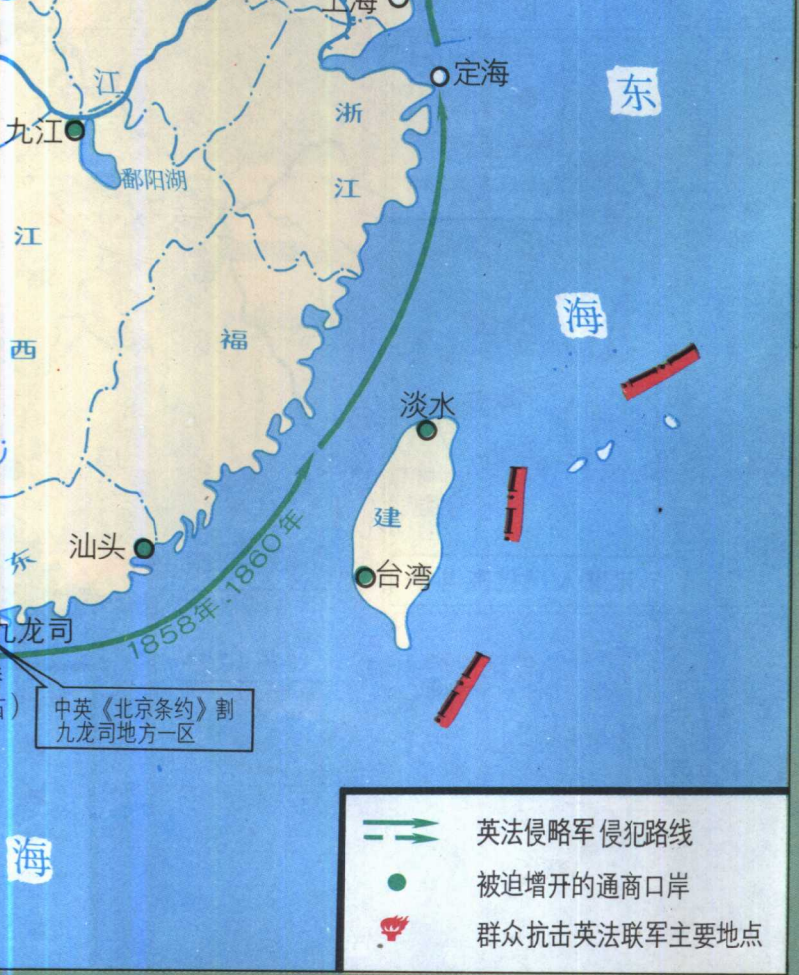 上海
定海
东
江
浙
九江
鄱阳湖
江
江
海
西
福
淡水
建
汕头
台湾
东
1858年.1860年
九龙司
中英《北京条约》割
九龙司地方一区
海
英法侵略军侵犯路线
被迫增开的通商口岸
群众抗击英法联军主要地点